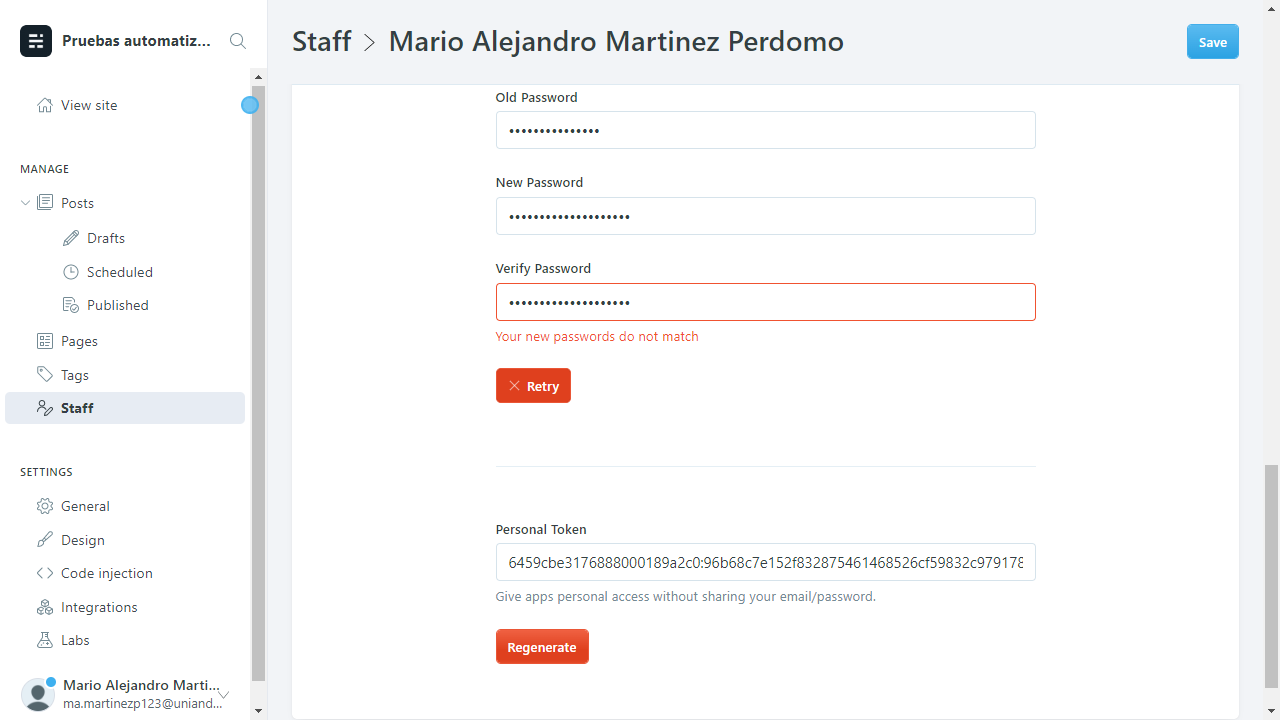 Pruebas automatiz...
View site
MANAGE
Posts
Drafts
Scheduled
Published
Pages
Tags
Staff
SETTINGS
General
Design
Code injection
Integrations
Labs
Mario Alejandro Marti...
ma.martinezp123@uniand...
Staff > Mario Alejandro Martinez Perdomo
Save
Old Password
•••••••••••••••
New Password
••••••••••••••••••••
Verify Password
••••••••••••••••••••
Your new passwords do not match
Retry
Personal Token
6459cbe3176888000189a2c0:96b68c7e152f832875461468526cf59832c979178
Give apps personal access without sharing your email/password.
Regenerate